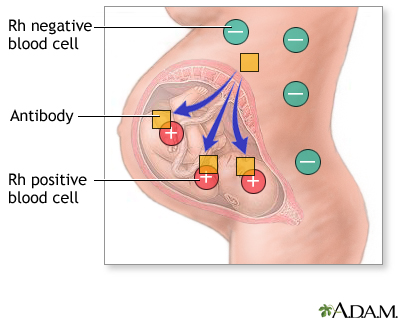 Rh negative
blood cell
Antibody
Rh positive
blood cell
A.D.A.M.